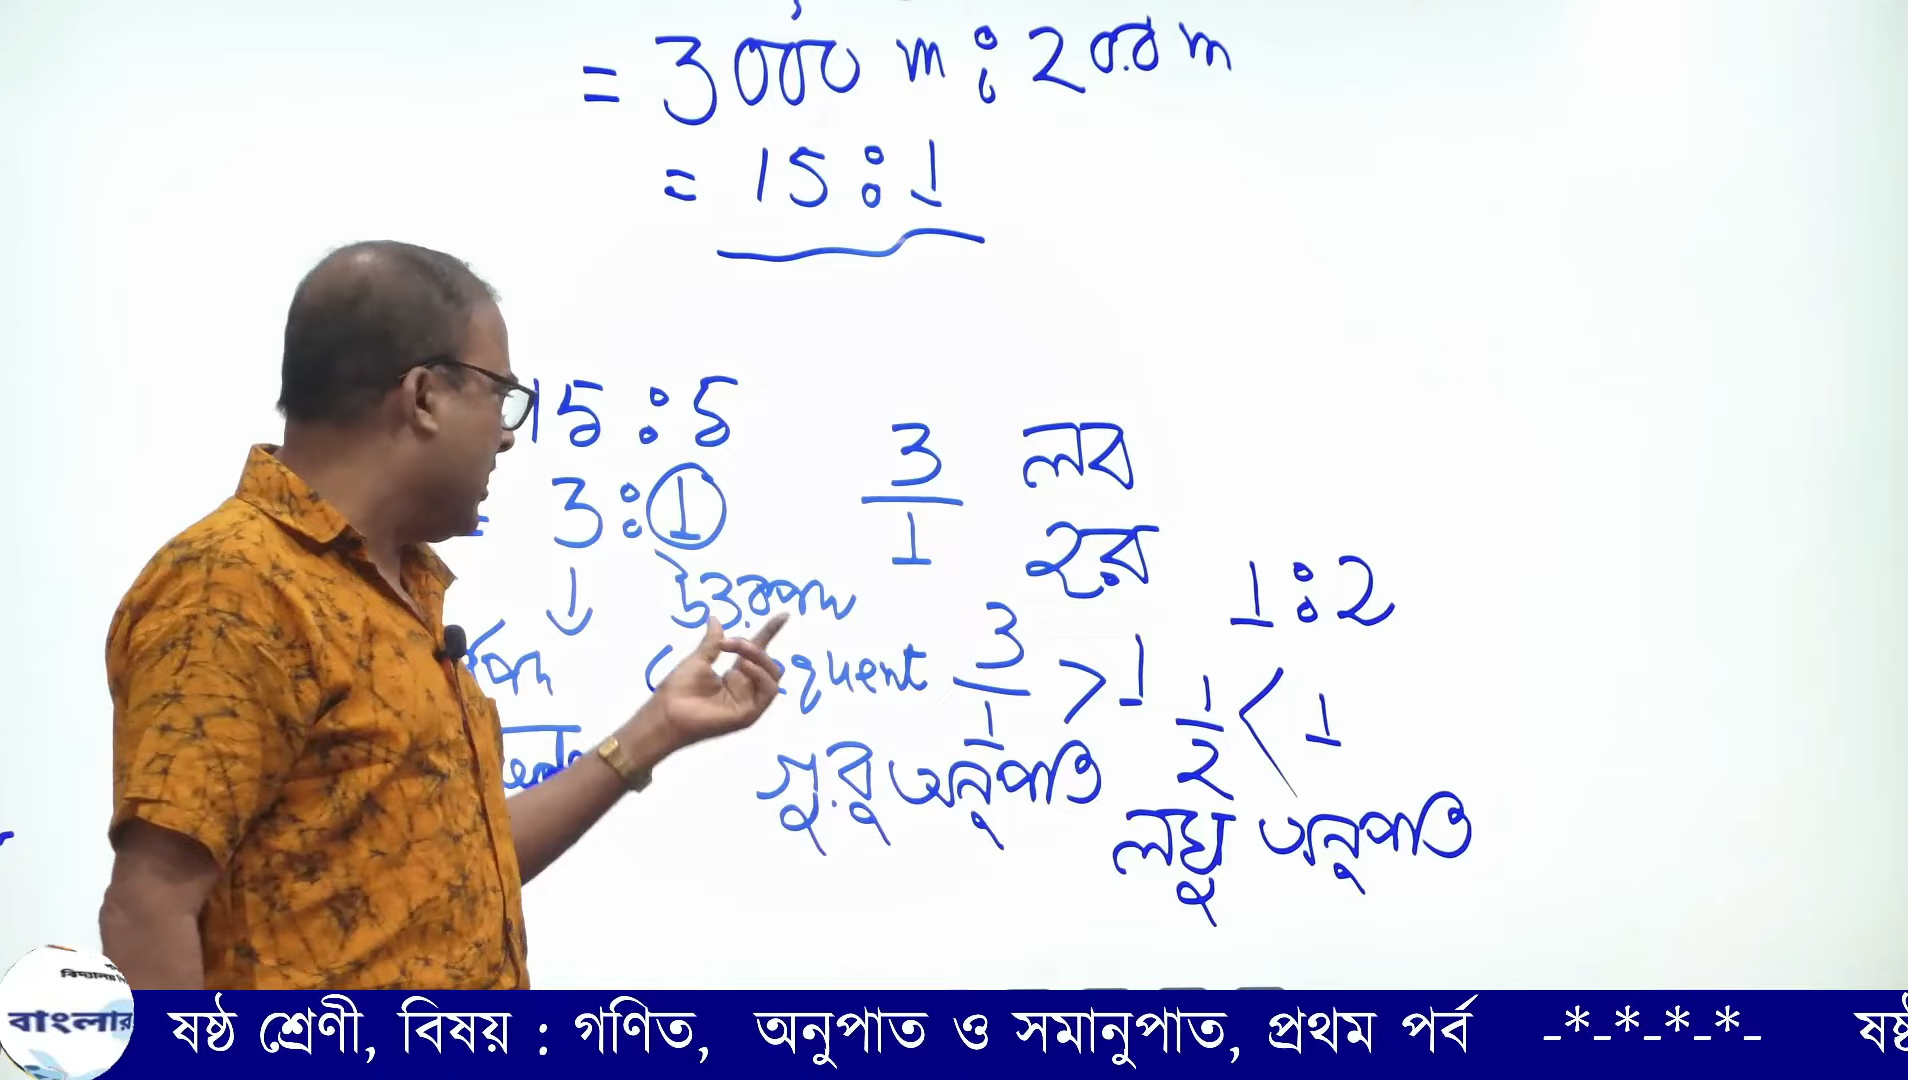 = 3000 m : 200 m
= 15 : 1
15 : 5
= 3 : 1
3/1 লব
হর
উত্তরপদ
1 : 2
3/1 > 1
1/2 < 1
গুরু অনুপাত
লঘু অনুপাত
বাংলার
ষষ্ঠ শ্রেণী, বিষয় : গণিত, অনুপাত ও সমানুপাত, প্রথম পর্ব -*-*-*-*- ষষ্ঠ